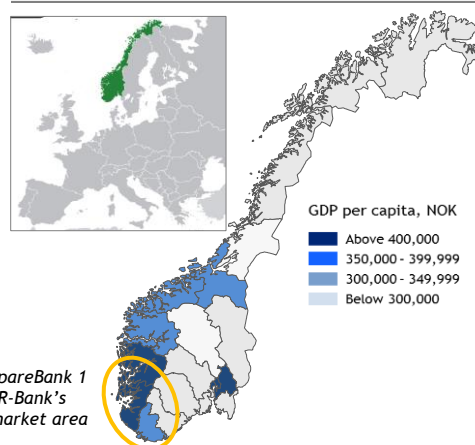 GDP per capita, NOK
Above 400,000
350,000 - 399,999
300,000 - 349,999
Below 300,000
pareBank 1
R-Bank's
market area